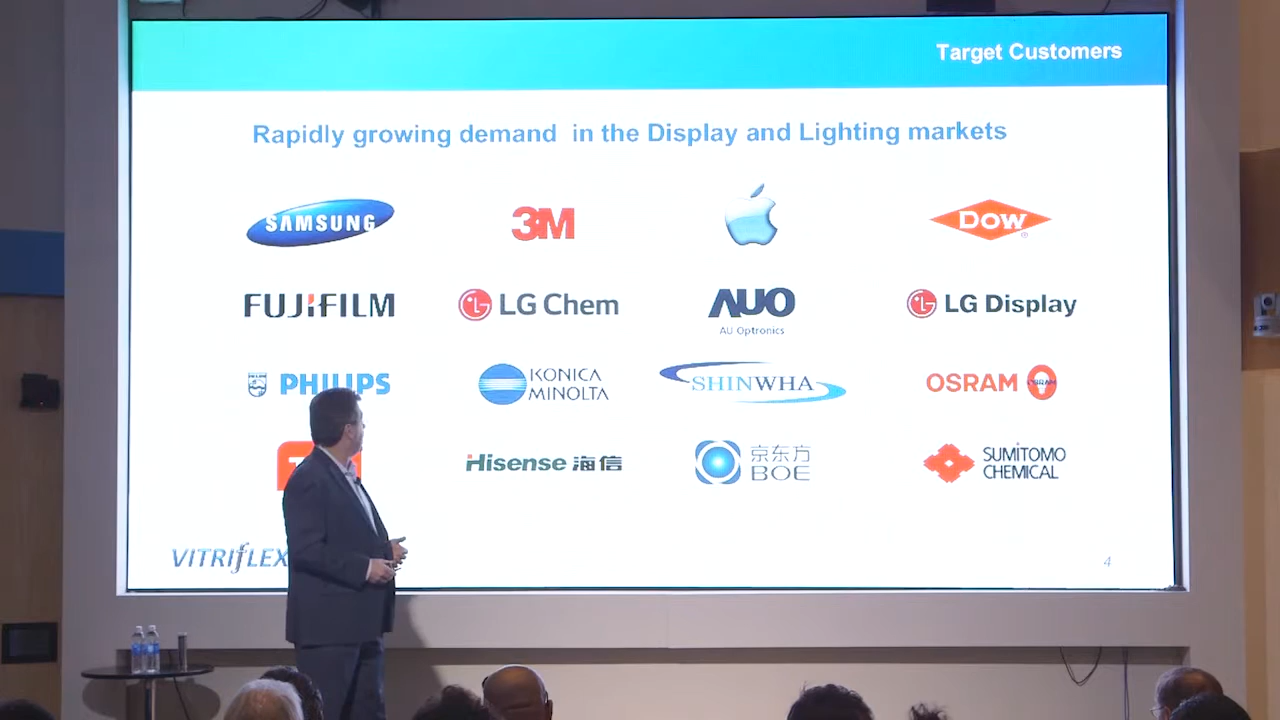 Target Customers
Rapidly growing demand in the Display and Lighting markets
SAMSUNG
3M
DOW
FUJIFILM
LG Chem
AUO
AU Optronics
LG Display
PHILIPS
KONICA
MINOLTA
SHINWHA
OSRAM
OSRAM
Hisense 海信
京东方
BOE
SUMITOMO
CHEMICAL
VITRIFLEX
4